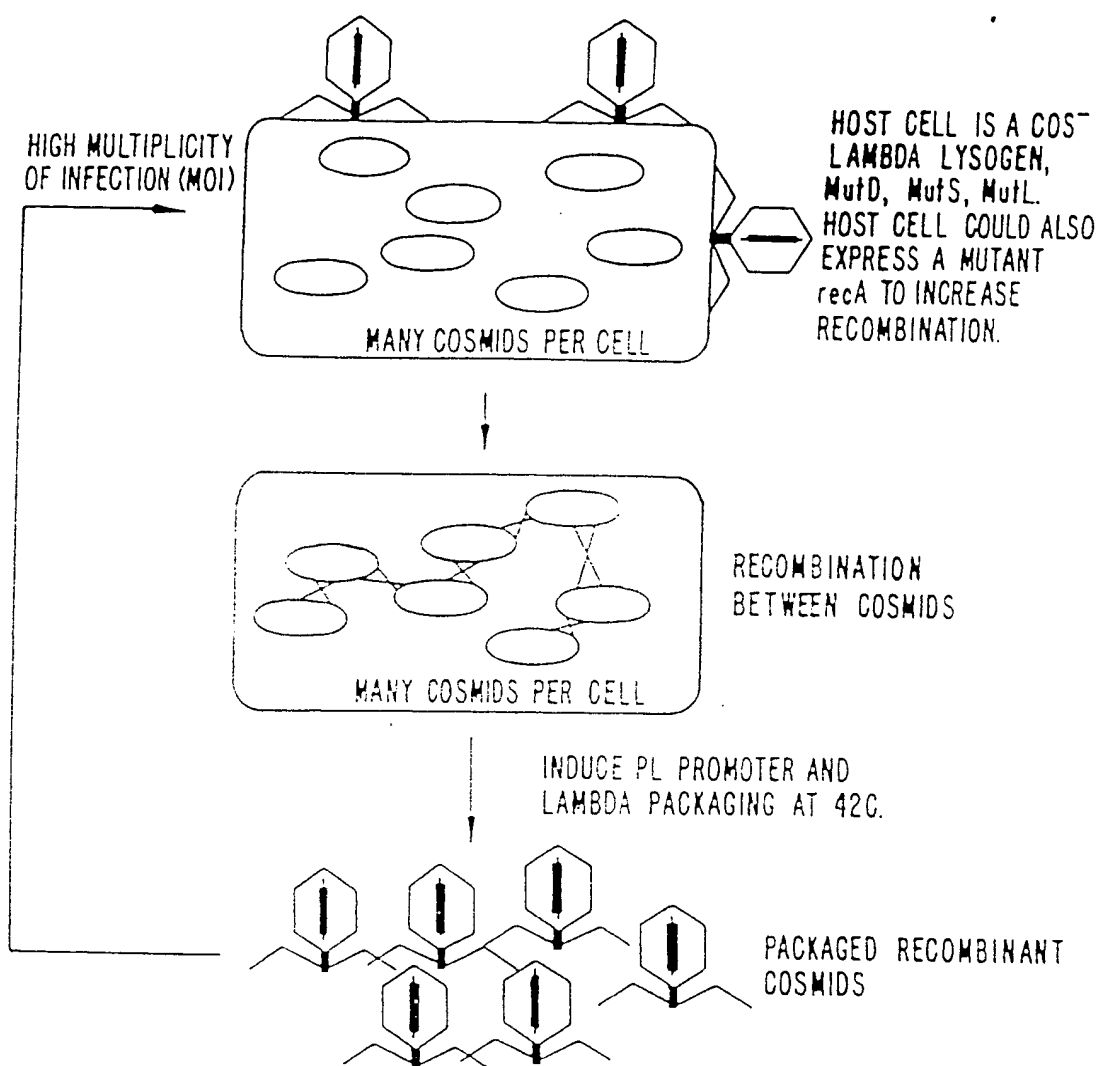 HIGH MULTIPLICITY
OF INFECTION (MOI)
HOST CELL IS A COS⁻
LAMBDA LYSOGEN,
MutD, MutS, MutL.
HOST CELL COULD ALSO
EXPRESS A MUTANT
recA TO INCREASE
RECOMBINATION.
MANY COSMIDS PER CELL
RECOMBINATION
BETWEEN COSMIDS
MANY COSMIDS PER CELL
INDUCE PL PROMOTER AND
LAMBDA PACKAGING AT 42C.
PACKAGED RECOMBINANT
COSMIDS